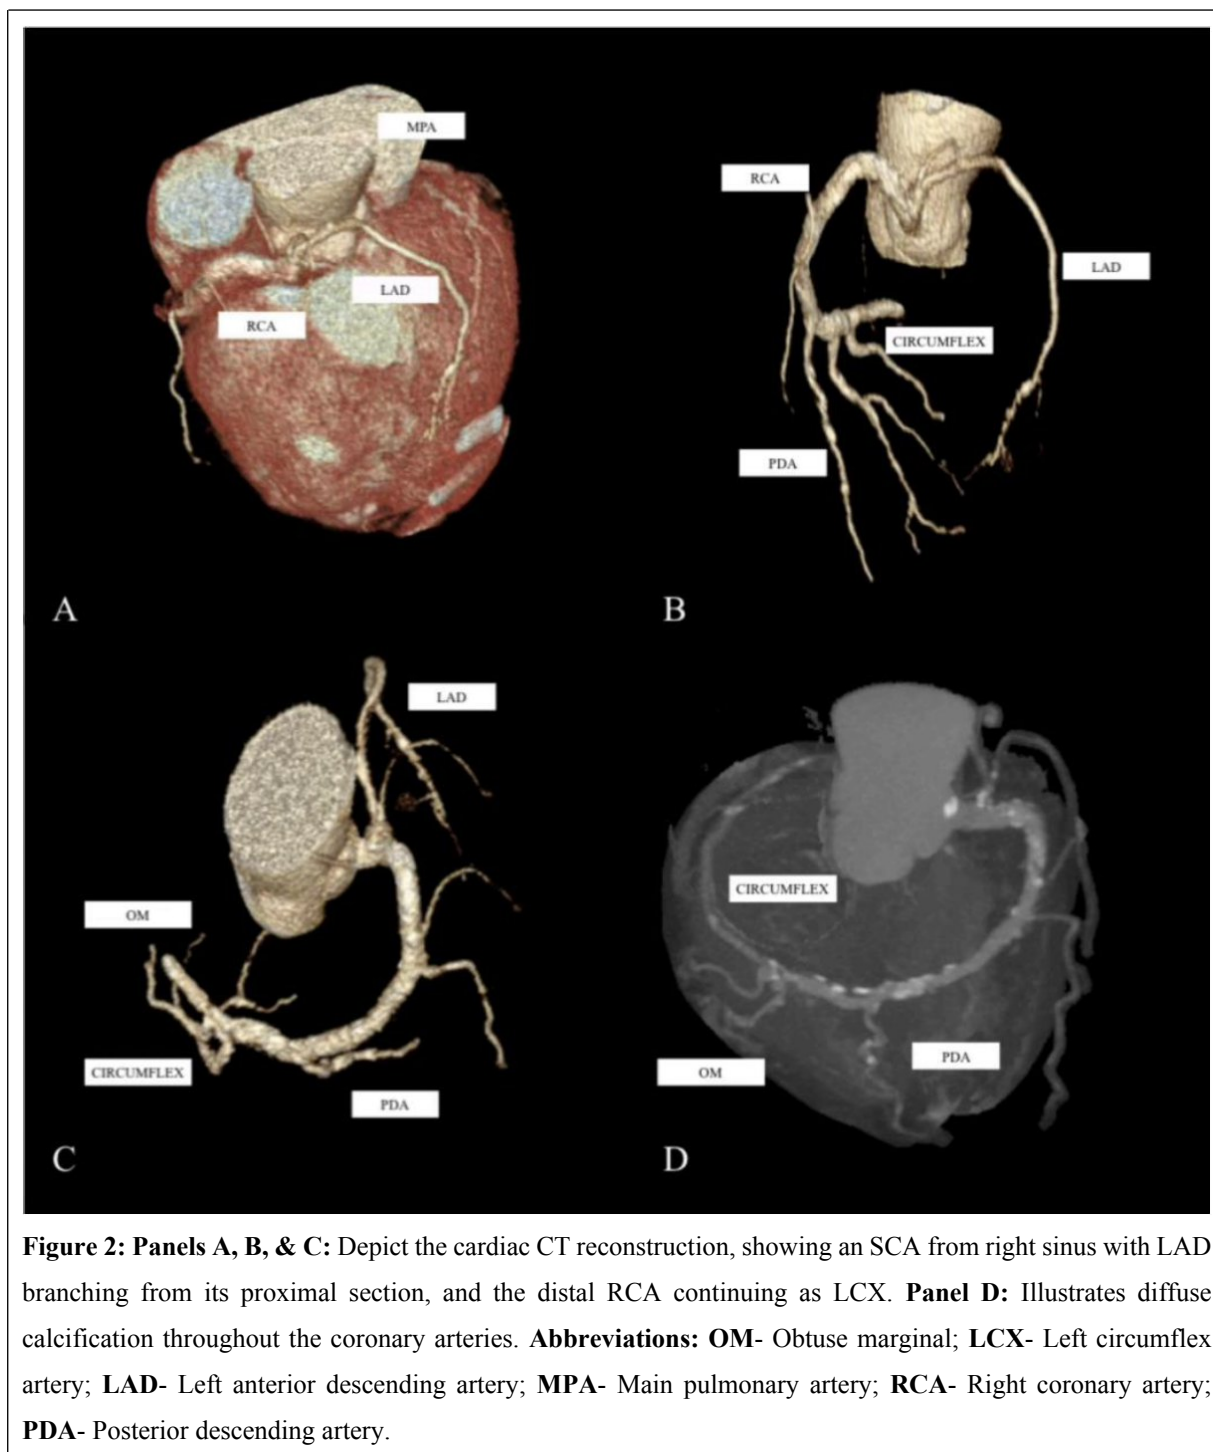 MPA
LAD
RCA
A
RCA
LAD
CIRCUMFLEX
PDA
B
LAD
OM
CIRCUMFLEX
PDA
C
CIRCUMFLEX
PDA
OM
D
Figure 2: Panels A, B, & C: Depict the cardiac CT reconstruction, showing an SCA from right sinus with LAD
branching from its proximal section, and the distal RCA continuing as LCX. Panel D: Illustrates diffuse
calcification throughout the coronary arteries. Abbreviations: OM- Obtuse marginal; LCX- Left circumflex
artery; LAD- Left anterior descending artery; MPA- Main pulmonary artery; RCA- Right coronary artery;
PDA- Posterior descending artery.